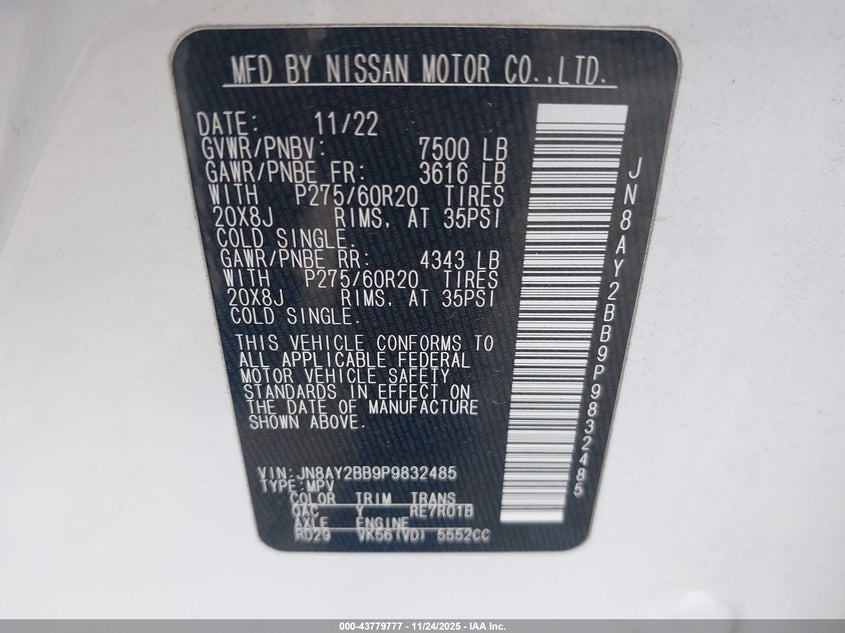 MFD BY NISSAN MOTOR CO.,LTD.
DATE: 11/22
GVWR/PNBV: 7500 LB
GAWR/PNBE FR: 3616 LB
WITH P275/60R20 TIRES
20X8J RIMS, AT 35PSI
COLD SINGLE.
GAWR/PNBE RR: 4343 LB
WITH P275/60R20 TIRES
20X8J RIMS, AT 35PSI
COLD SINGLE.
THIS VEHICLE CONFORMS TO
ALL APPLICABLE FEDERAL
MOTOR VEHICLE SAFETY
STANDARDS IN EFFECT ON
THE DATE OF MANUFACTURE
SHOWN ABOVE.
VIN:JN8AY2BB9P9832485
TYPE:MPV
COLOR TRIM TRANS
QAC Y RE7R01B
AXLE ENGINE
RD29 VK56(VD) 5552CC
JN8AY2BB9P9832485
000-43779777 - 11/24/2025 - IAA Inc.